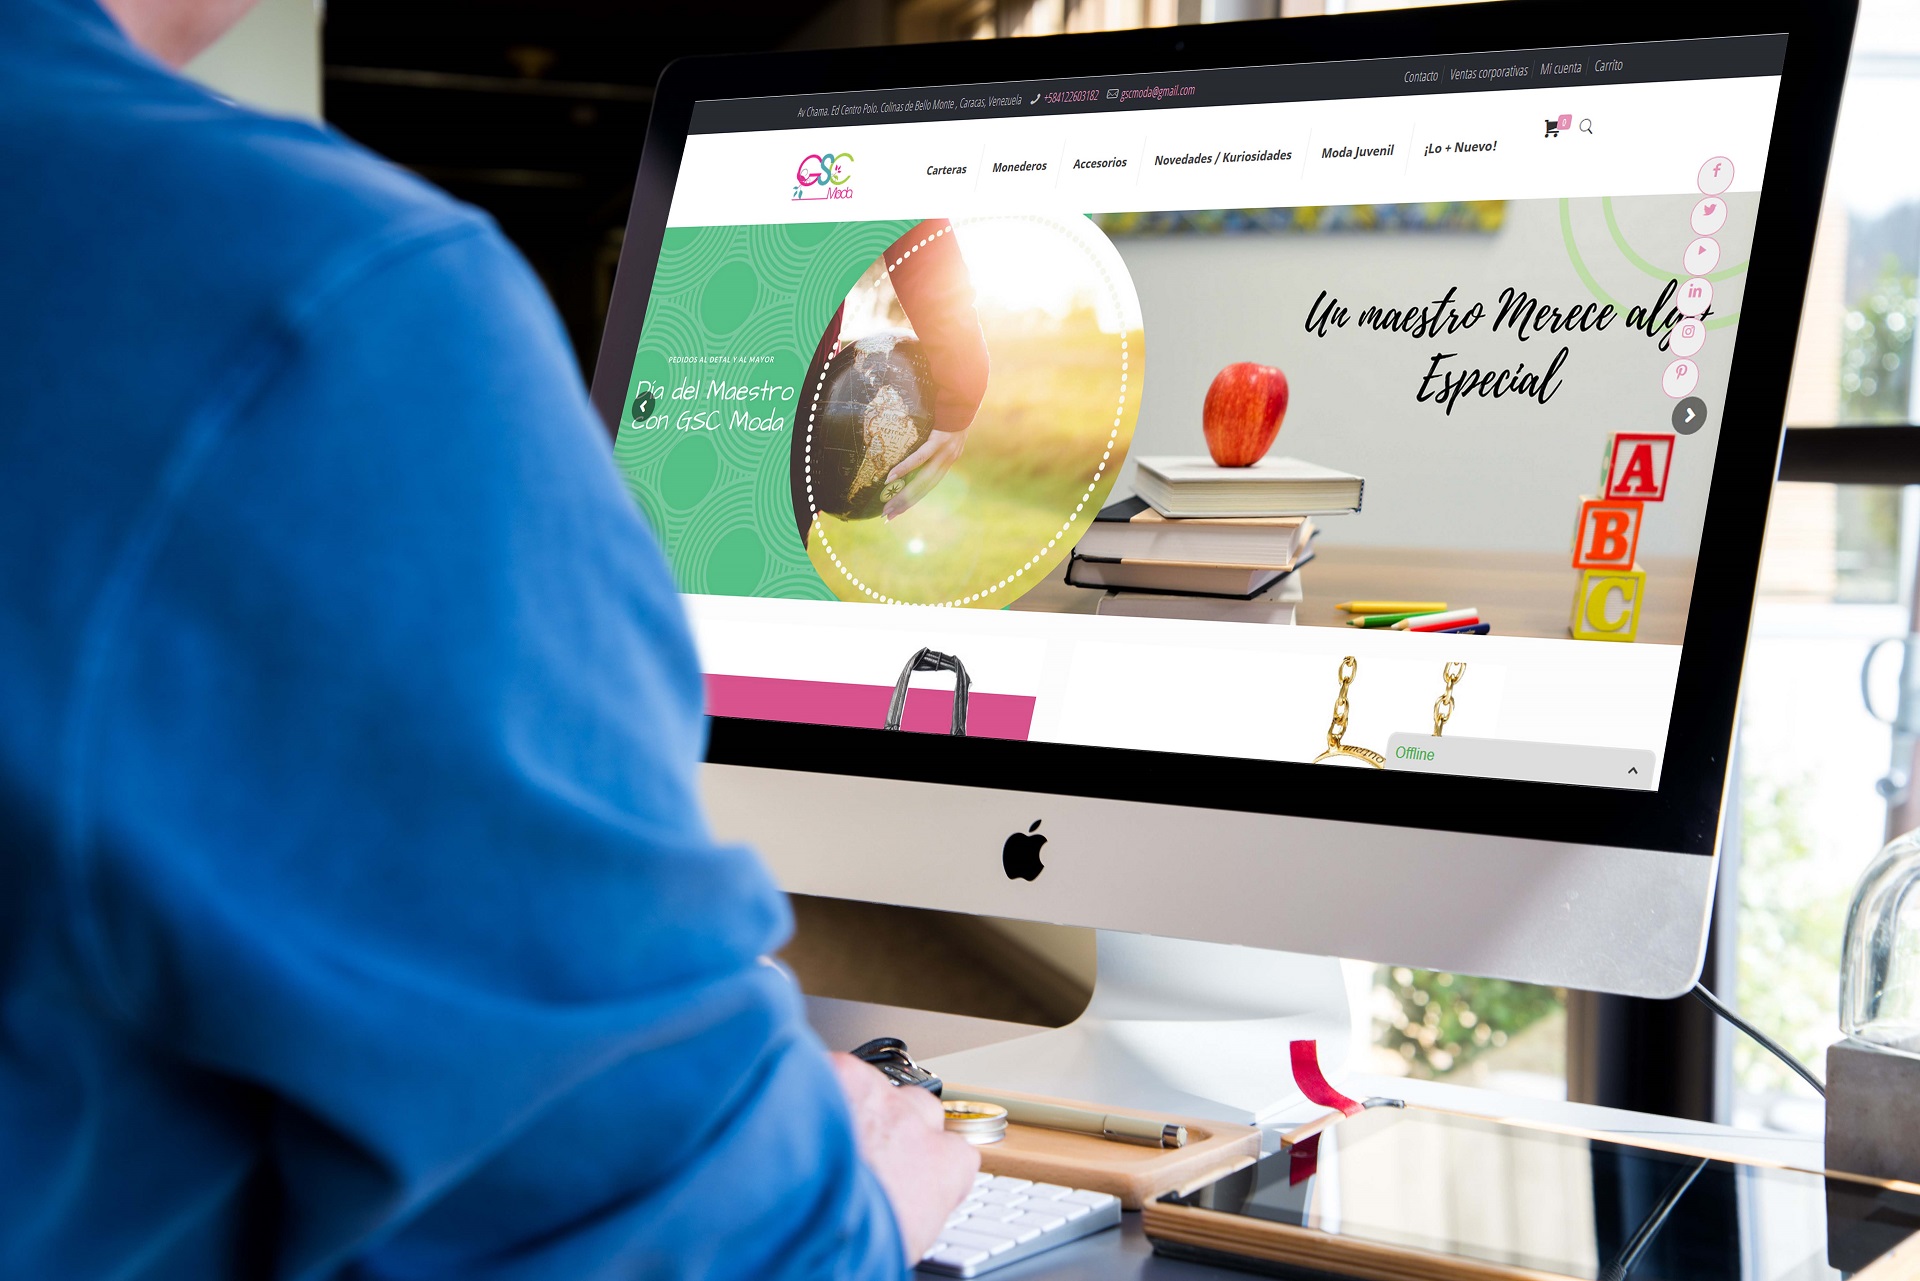 Av Chama. Ed Centro Polo. Colinas de Bello Monte , Caracas, Venezuela +584122603182 gscmoda@gmail.com
Contacto Ventas corporativas Mi cuenta Carrito
GSC
Moda
Carteras Monederos Accesorios Novedades / Kuriosidades Moda Juvenil ¡Lo + Nuevo!
0
PEDIDOS AL DETAL Y AL MAYOR
Día del Maestro
con GSC Moda
Un maestro Merece algo +
Especial
A
B
C
Offline